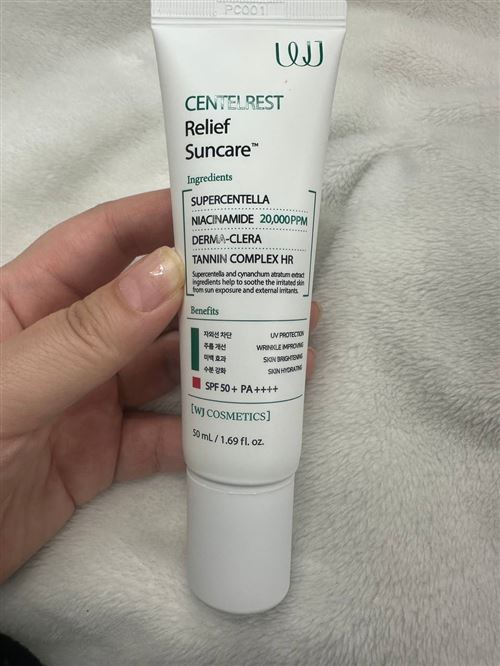 PC001
WJ
CENTELREST
Relief
Suncare™
Ingredients
SUPERCENTELLA
NIACINAMIDE 20,000PPM
DERMA-CLERA
TANNIN COMPLEX HR
Supercentella and cynanchum atratum extract
ingredients help to soothe the irritated skin
from sun exposure and external irritants.
Benefits
자외선 차단 UV PROTECTION
주름 개선 WRINKLE IMPROVING
미백 효과 SKIN BRIGHTENING
수분 강화 SKIN HYDRATING
SPF 50+ PA++++
[WJ COSMETICS]
50 mL / 1.69 fl. oz.